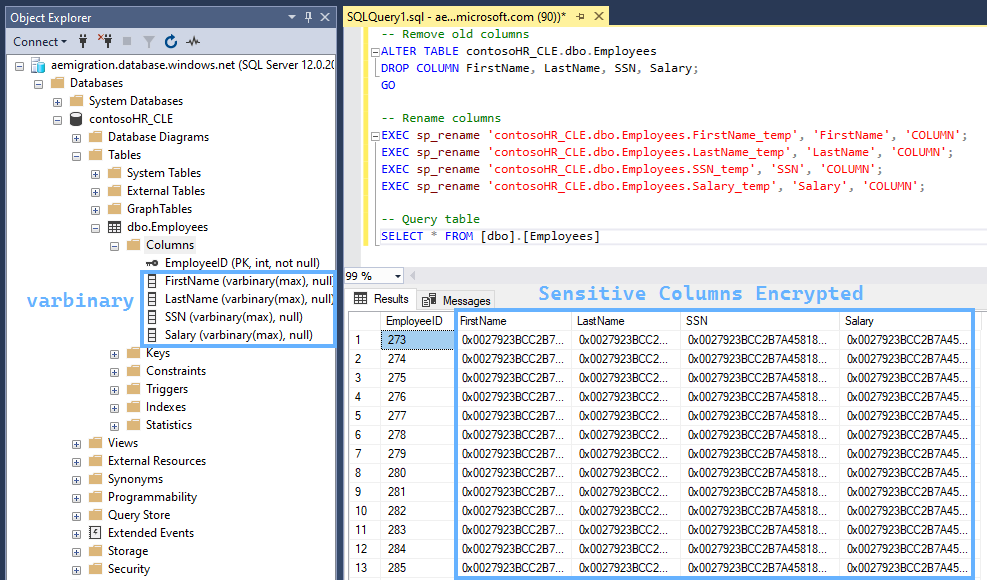 Object Explorer
Connect
aemigration.database.windows.net (SQL Server 12.0.20
Databases
System Databases
contosoHR_CLE
Database Diagrams
Tables
System Tables
External Tables
GraphTables
dbo.Employees
Columns
EmployeeID (PK, int, not null)
FirstName (varbinary(max), null)
LastName (varbinary(max), null)
SSN (varbinary(max), null)
Salary (varbinary(max), null)
varbinary
Keys
Constraints
Triggers
Indexes
Statistics
Views
External Resources
Synonyms
Programmability
Query Store
Extended Events
Storage
Security
SQLQuery1.sql - ae...microsoft.com (90))*
-- Remove old columns
ALTER TABLE contosoHR_CLE.dbo.Employees
DROP COLUMN FirstName, LastName, SSN, Salary;
GO
-- Rename columns
EXEC sp_rename 'contosoHR_CLE.dbo.Employees.FirstName_temp', 'FirstName', 'COLUMN';
EXEC sp_rename 'contosoHR_CLE.dbo.Employees.LastName_temp', 'LastName', 'COLUMN';
EXEC sp_rename 'contosoHR_CLE.dbo.Employees.SSN_temp', 'SSN', 'COLUMN';
EXEC sp_rename 'contosoHR_CLE.dbo.Employees.Salary_temp', 'Salary', 'COLUMN';
-- Query table
SELECT * FROM [dbo].[Employees]
99 %
Results Messages
Sensitive Columns Encrypted
EmployeeID FirstName LastName SSN Salary
1 273 0x0027923BCC2B7... 0x0027923BCC2... 0x0027923BCC2B7A45818... 0x0027923BCC2B7A45...
2 274 0x0027923BCC2B7... 0x0027923BCC2... 0x0027923BCC2B7A45818... 0x0027923BCC2B7A45...
3 275 0x0027923BCC2B7... 0x0027923BCC2... 0x0027923BCC2B7A45818... 0x0027923BCC2B7A45...
4 276 0x0027923BCC2B7... 0x0027923BCC2... 0x0027923BCC2B7A45818... 0x0027923BCC2B7A45...
5 277 0x0027923BCC2B7... 0x0027923BCC2... 0x0027923BCC2B7A45818... 0x0027923BCC2B7A45...
6 278 0x0027923BCC2B7... 0x0027923BCC2... 0x0027923BCC2B7A45818... 0x0027923BCC2B7A45...
7 279 0x0027923BCC2B7... 0x0027923BCC2... 0x0027923BCC2B7A45818... 0x0027923BCC2B7A45...
8 280 0x0027923BCC2B7... 0x0027923BCC2... 0x0027923BCC2B7A45818... 0x0027923BCC2B7A45...
9 281 0x0027923BCC2B7... 0x0027923BCC2... 0x0027923BCC2B7A45818... 0x0027923BCC2B7A45...
10 282 0x0027923BCC2B7... 0x0027923BCC2... 0x0027923BCC2B7A45818... 0x0027923BCC2B7A45...
11 283 0x0027923BCC2B7... 0x0027923BCC2... 0x0027923BCC2B7A45818... 0x0027923BCC2B7A45...
12 284 0x0027923BCC2B7... 0x0027923BCC2... 0x0027923BCC2B7A45818... 0x0027923BCC2B7A45...
13 285 0x0027923BCC2B7... 0x0027923BCC2... 0x0027923BCC2B7A45818... 0x0027923BCC2B7A45...